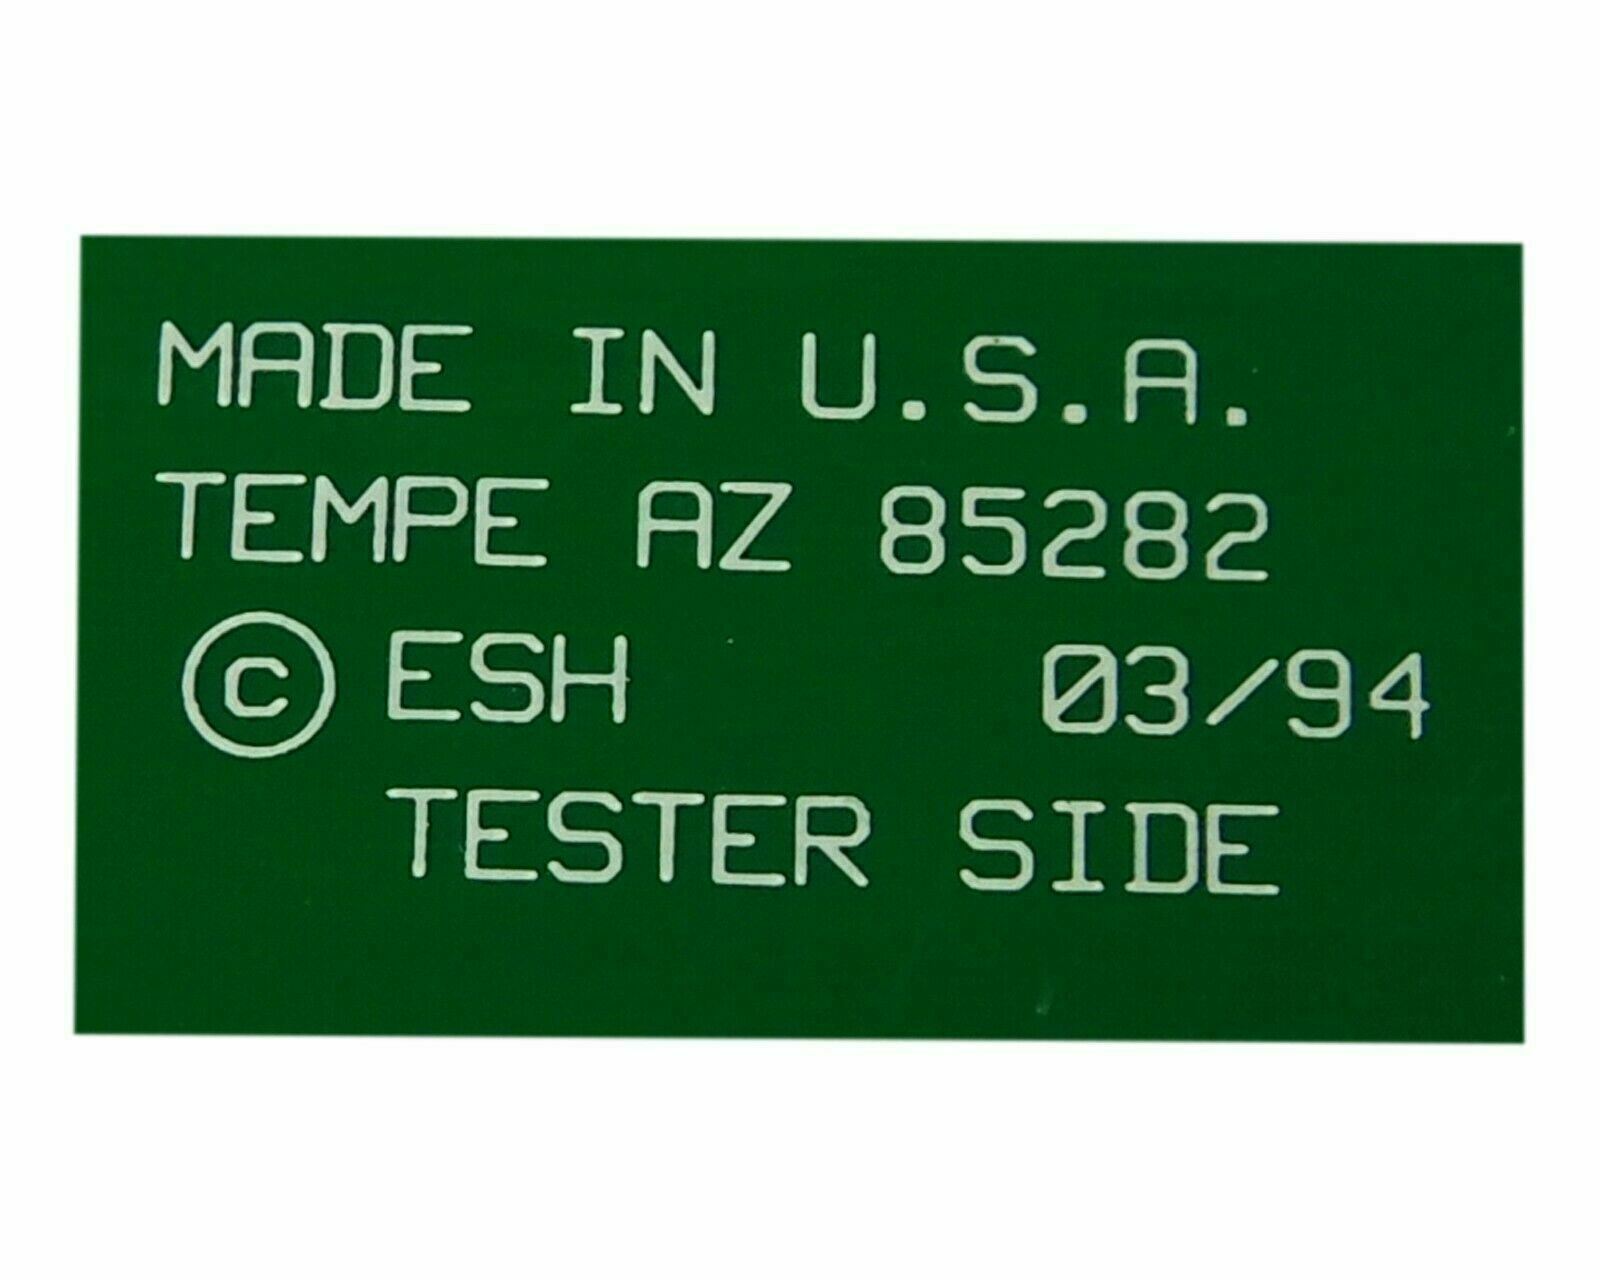 MADE IN U.S.A.
TEMPE AZ 85282
© ESH 03/94
TESTER SIDE